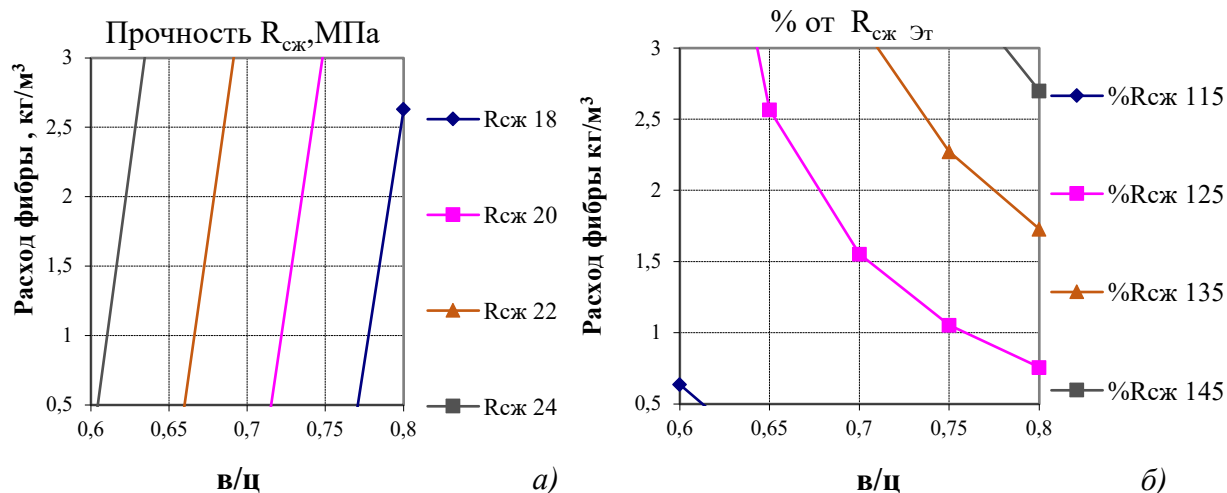 Прочность Rсж,МПа
Расход фибры , кг/м³
3
2,5
2
1,5
1
0,5
0,6
0,65
0,7
0,75
0,8
в/ц
а)
Rсж 18
Rсж 20
Rсж 22
Rсж 24
% от Rсж Эт
Расход фибры кг/м³
3
2,5
2
1,5
1
0,5
0,6
0,65
0,7
0,75
0,8
в/ц
б)
%Rсж 115
%Rсж 125
%Rсж 135
%Rсж 145